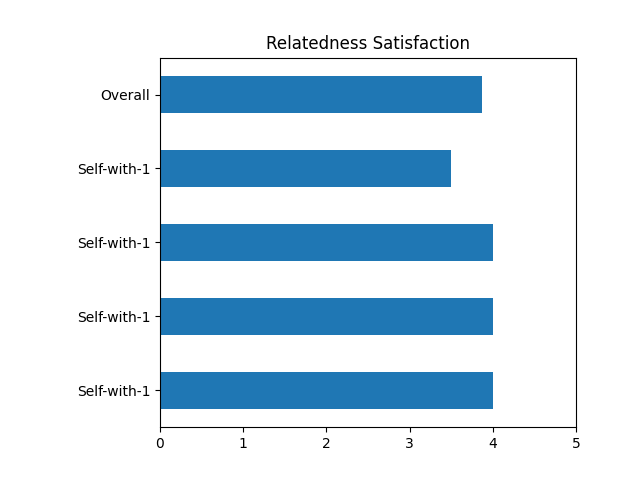 Relatedness Satisfaction
Overall
Self-with-1
Self-with-1
Self-with-1
Self-with-1
0 1 2 3 4 5